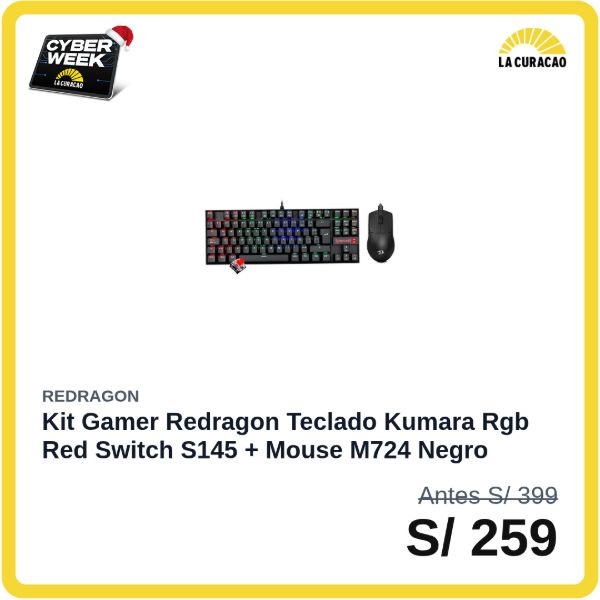 CYBER
WEEK
LA CURACAO
LA CURACAO
REDRAGON
Kit Gamer Redragon Teclado Kumara Rgb
Red Switch S145 + Mouse M724 Negro
Antes S/ 399
S/ 259